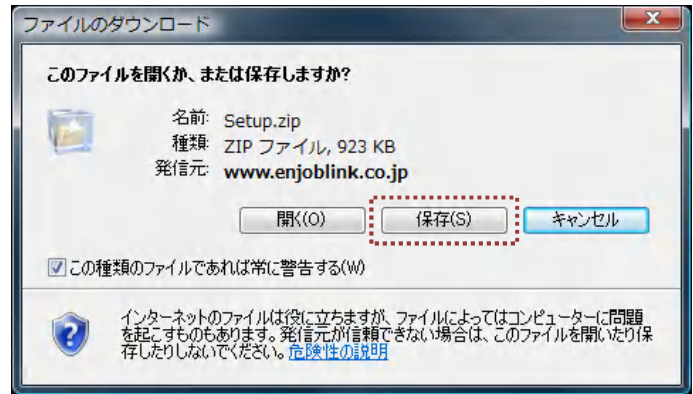 ファイルのダウンロード
このファイルを開くか、または保存しますか?
名前: Setup.zip
種類: ZIP ファイル, 923 KB
発信元: www.enjoblink.co.jp
開く(O) 保存(S) キャンセル
この種類のファイルであれば常に警告する(W)
インターネットのファイルは役に立ちますが、ファイルによってはコンピューターに問題
を起こすものもあります。発信元が信頼できない場合は、このファイルを開いたり保
存したりしないでください。危険性の説明